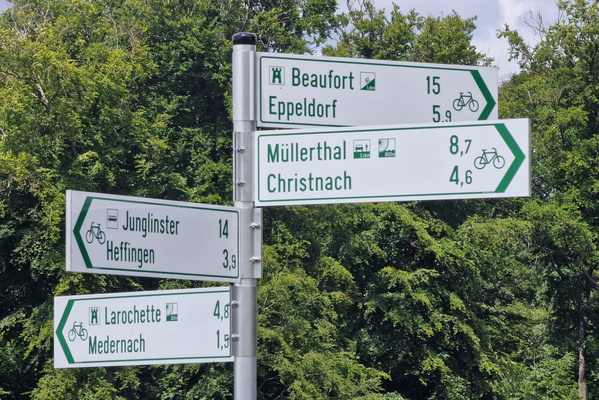 Beaufort 15
Eppeldorf 5,9
Müllerthal 8,7
Christnach 4,6
Junglinster 14
Heffingen 3,9
Larochette 4,8
Medernach 1,5